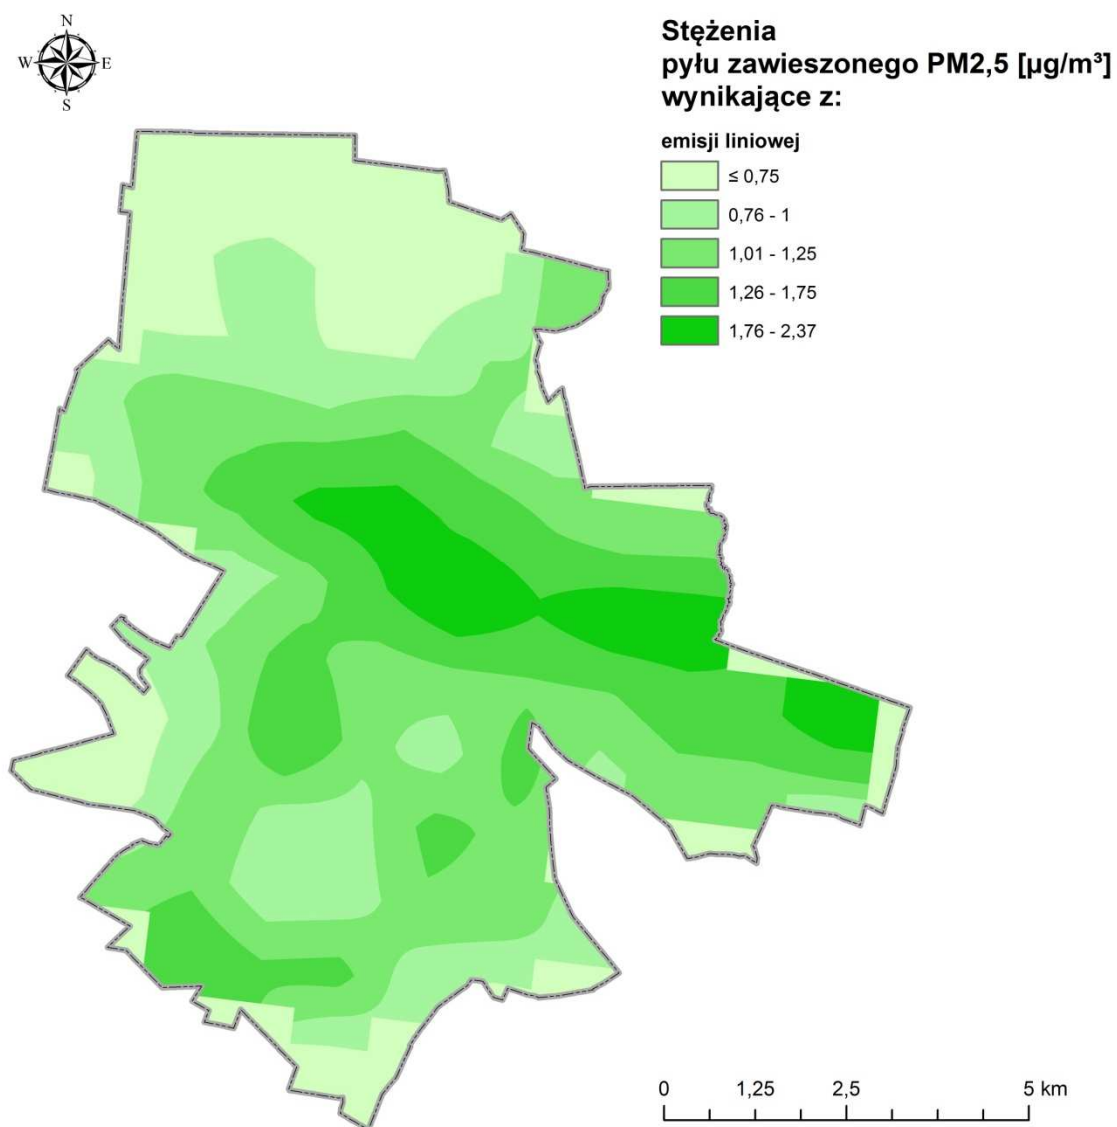 N
W E
S
Stężenia
pyłu zawieszonego PM2,5 [µg/m³]
wynikające z:
emisji liniowej
≤ 0,75
0,76 - 1
1,01 - 1,25
1,26 - 1,75
1,76 - 2,37
0 1,25 2,5 5 km